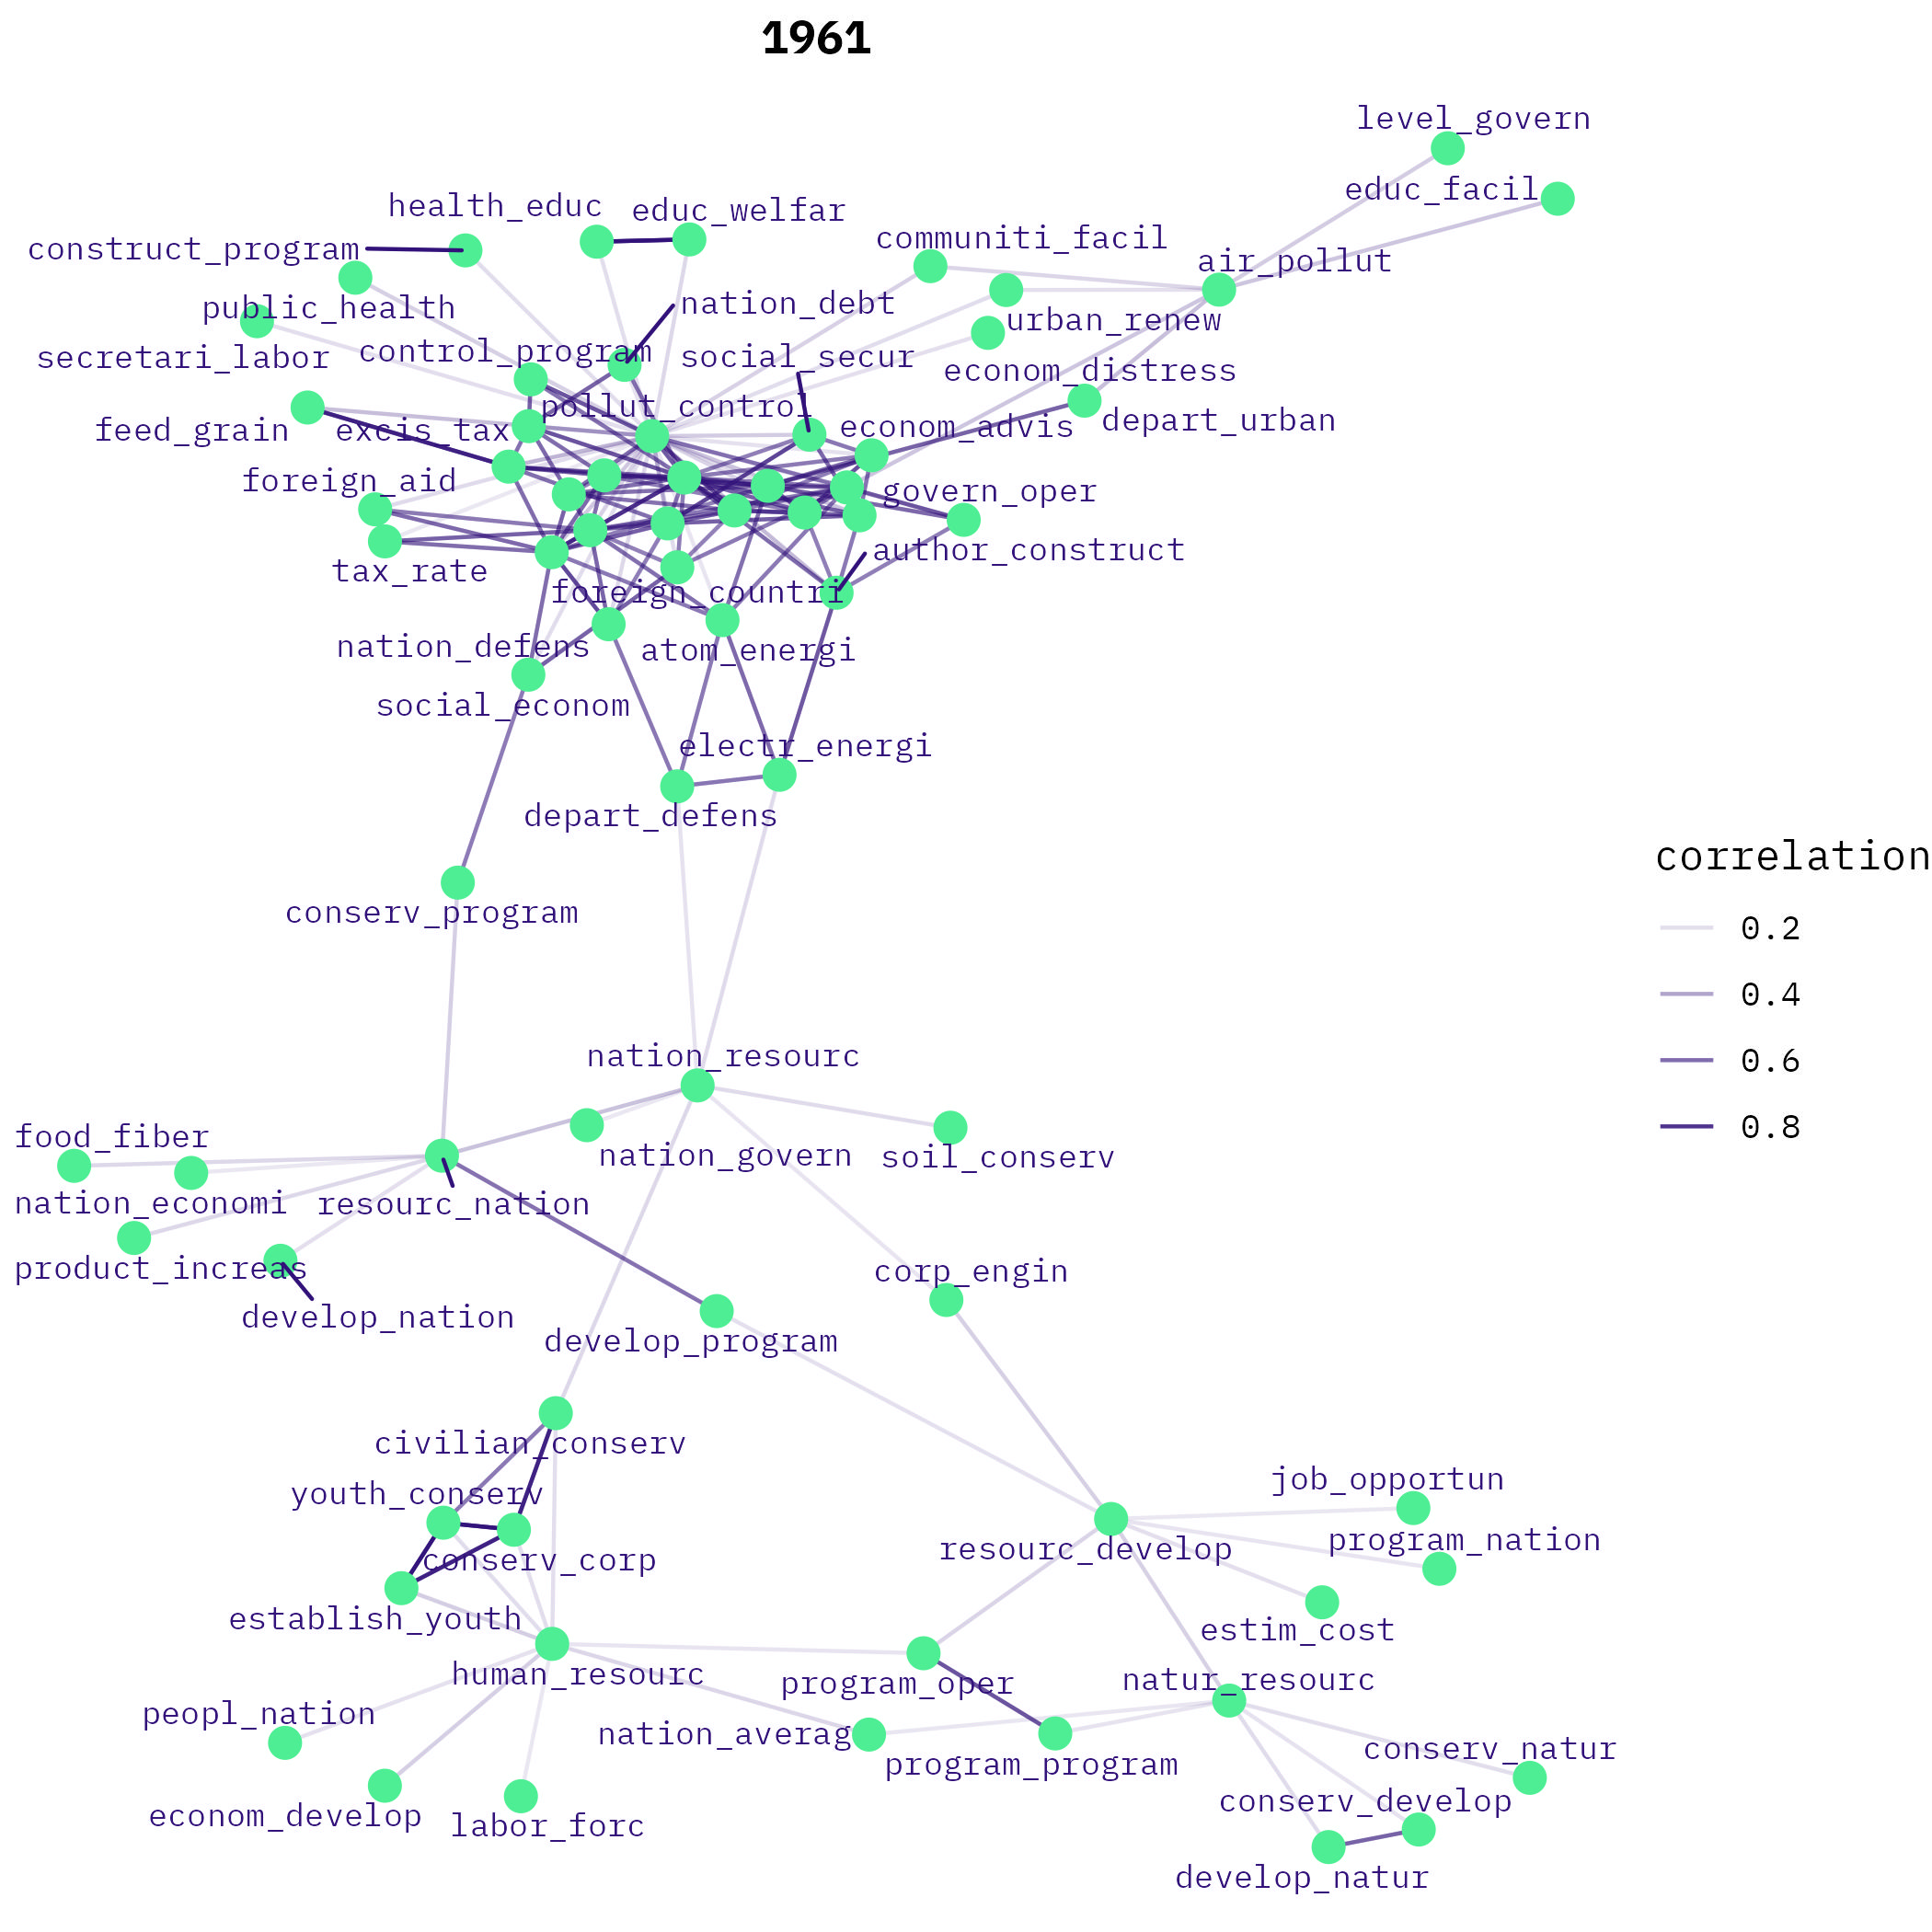 1961
level_govern
educ_facil
health_educ
educ_welfar
communiti_facil
construct_program
air_pollut
public_health
nation_debt
urban_renew
secretari_labor
control_program
social_secur
econom_distress
pollut_control
depart_urban
feed_grain
excis_tax
econom_advis
foreign_aid
govern_oper
author_construct
tax_rate
foreign_countri
nation_defens
atom_energi
social_econom
electr_energi
depart_defens
correlation
0.2
0.4
0.6
0.8
conserv_program
nation_resourc
food_fiber
nation_govern
soil_conserv
nation_economi
resourc_nation
product_increas
corp_engin
develop_nation
develop_program
civilian_conserv
youth_conserv
job_opportun
program_nation
conserv_corp
resourc_develop
establish_youth
estim_cost
human_resourc
program_oper
natur_resourc
peopl_nation
nation_averag
program_program
conserv_natur
conserv_develop
econom_develop
labor_forc
develop_natur